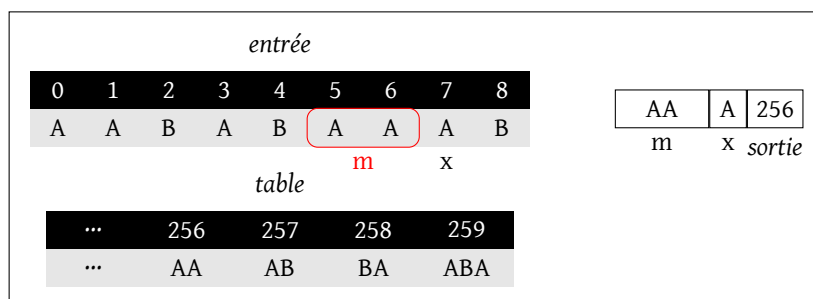 entrée
0 1 2 3 4 5 6 7 8
A A B A B A A A B
m x
AA A 256
m x sortie
table
... 256 257 258 259
... AA AB BA ABA